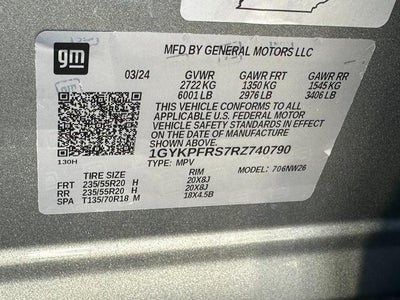 gm
MFD BY GENERAL MOTORS LLC
03/24 GVWR GAWR FRT GAWR RR
2722 KG 1350 KG 1545 KG
6001 LB 2976 LB 3406 LB
THIS VEHICLE CONFORMS TO ALL
APPLICABLE U.S. FEDERAL MOTOR
VEHICLE SAFETY STANDARDS IN EFFECT
ON THE DATE OF MANUFACTURE
SHOWN ABOVE.
1GYKPFRS7RZ740790
TYPE: MPV MODEL: 706NW26
130H
TIRE SIZE RIM
FRT 235/55R20 H 20X8J
RR 235/55R20 H 20X8J
SPA T135/70R18 M 18X4.5B